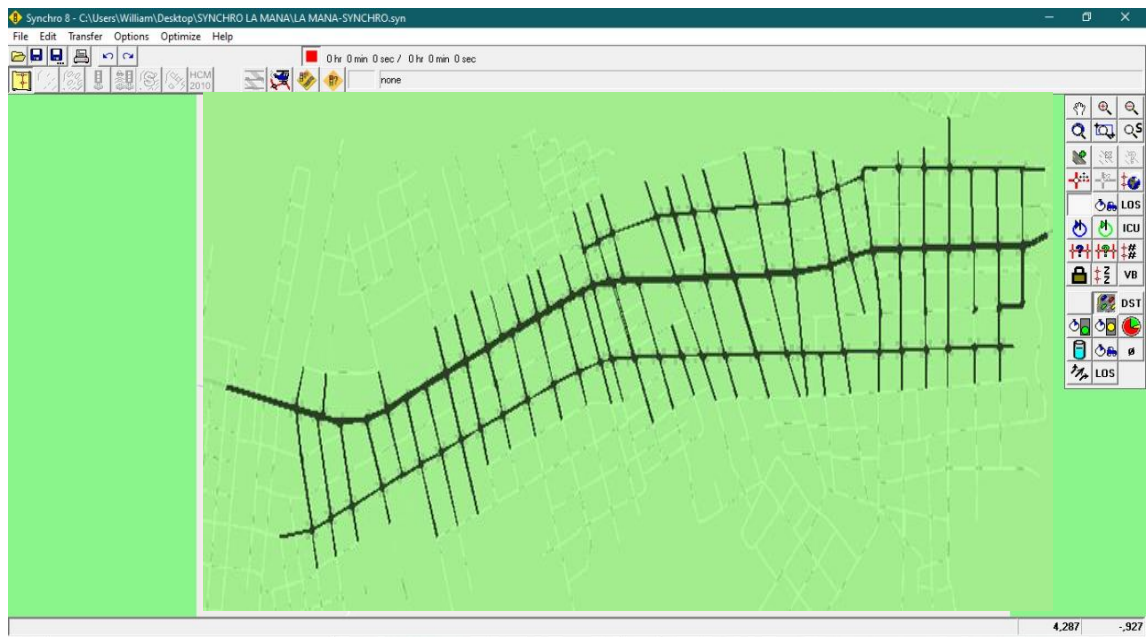 Synchro 8 - C:\Users\William\Desktop\SYNCHRO LA MANA\LA MANA-SYNCHRO.syn
File Edit Transfer Options Optimize Help
0 hr 0 min 0 sec / 0 hr 0 min 0 sec
HCM
2010
none
S
LOS
ICU
#
#
Z
Z
VB
DST
ø
LOS
4,287 -,927